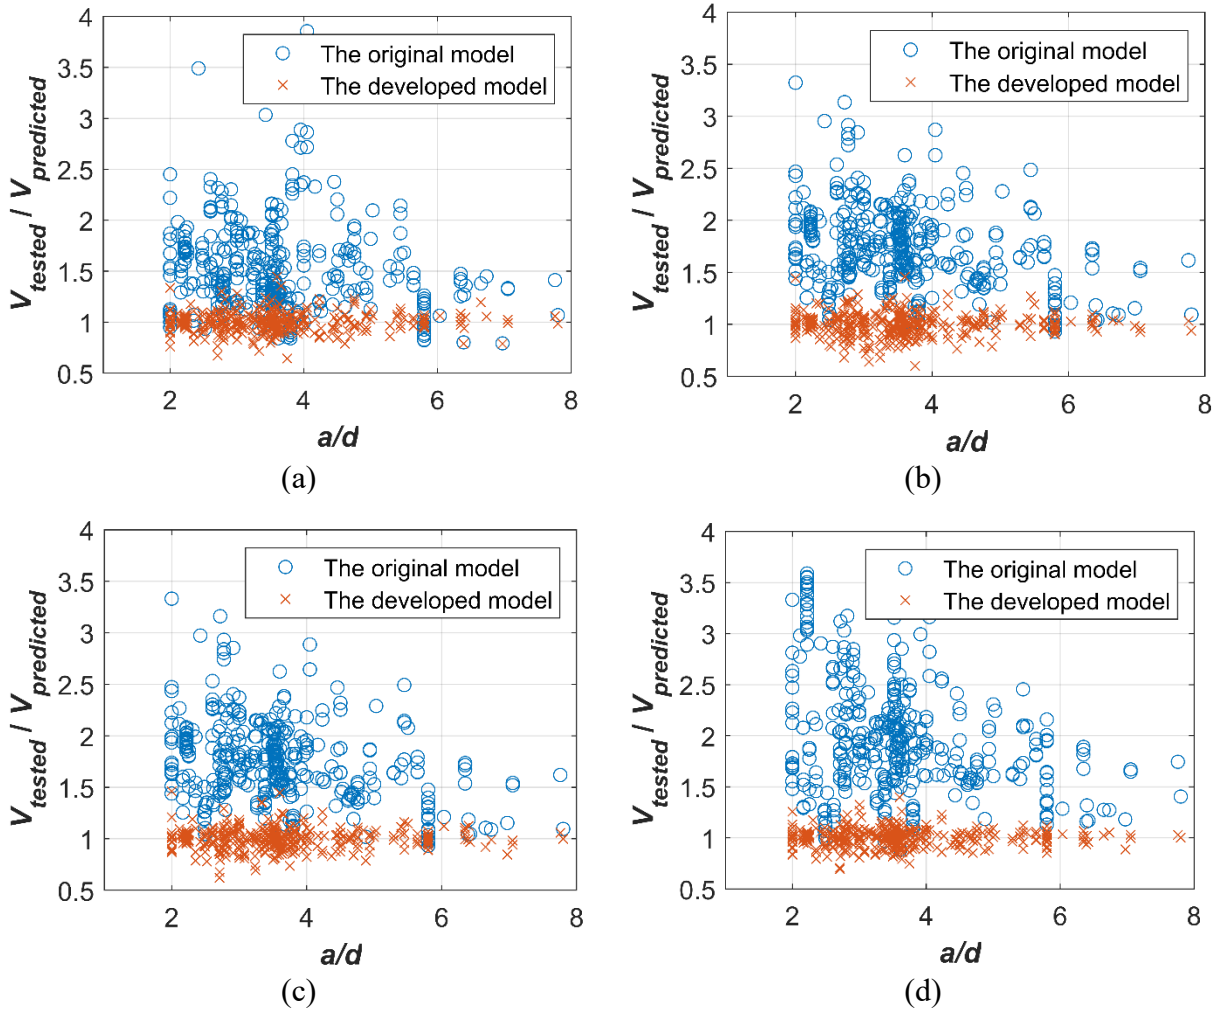 4
3.5
3
2.5
2
1.5
1
0.5
V_tested / V_predicted
The original model
The developed model
2 4 6 8
a/d
(a)
4
3.5
3
2.5
2
1.5
1
0.5
V_tested / V_predicted
The original model
The developed model
2 4 6 8
a/d
(b)
4
3.5
3
2.5
2
1.5
1
0.5
V_tested / V_predicted
The original model
The developed model
2 4 6 8
a/d
(c)
4
3.5
3
2.5
2
1.5
1
0.5
V_tested / V_predicted
The original model
The developed model
2 4 6 8
a/d
(d)